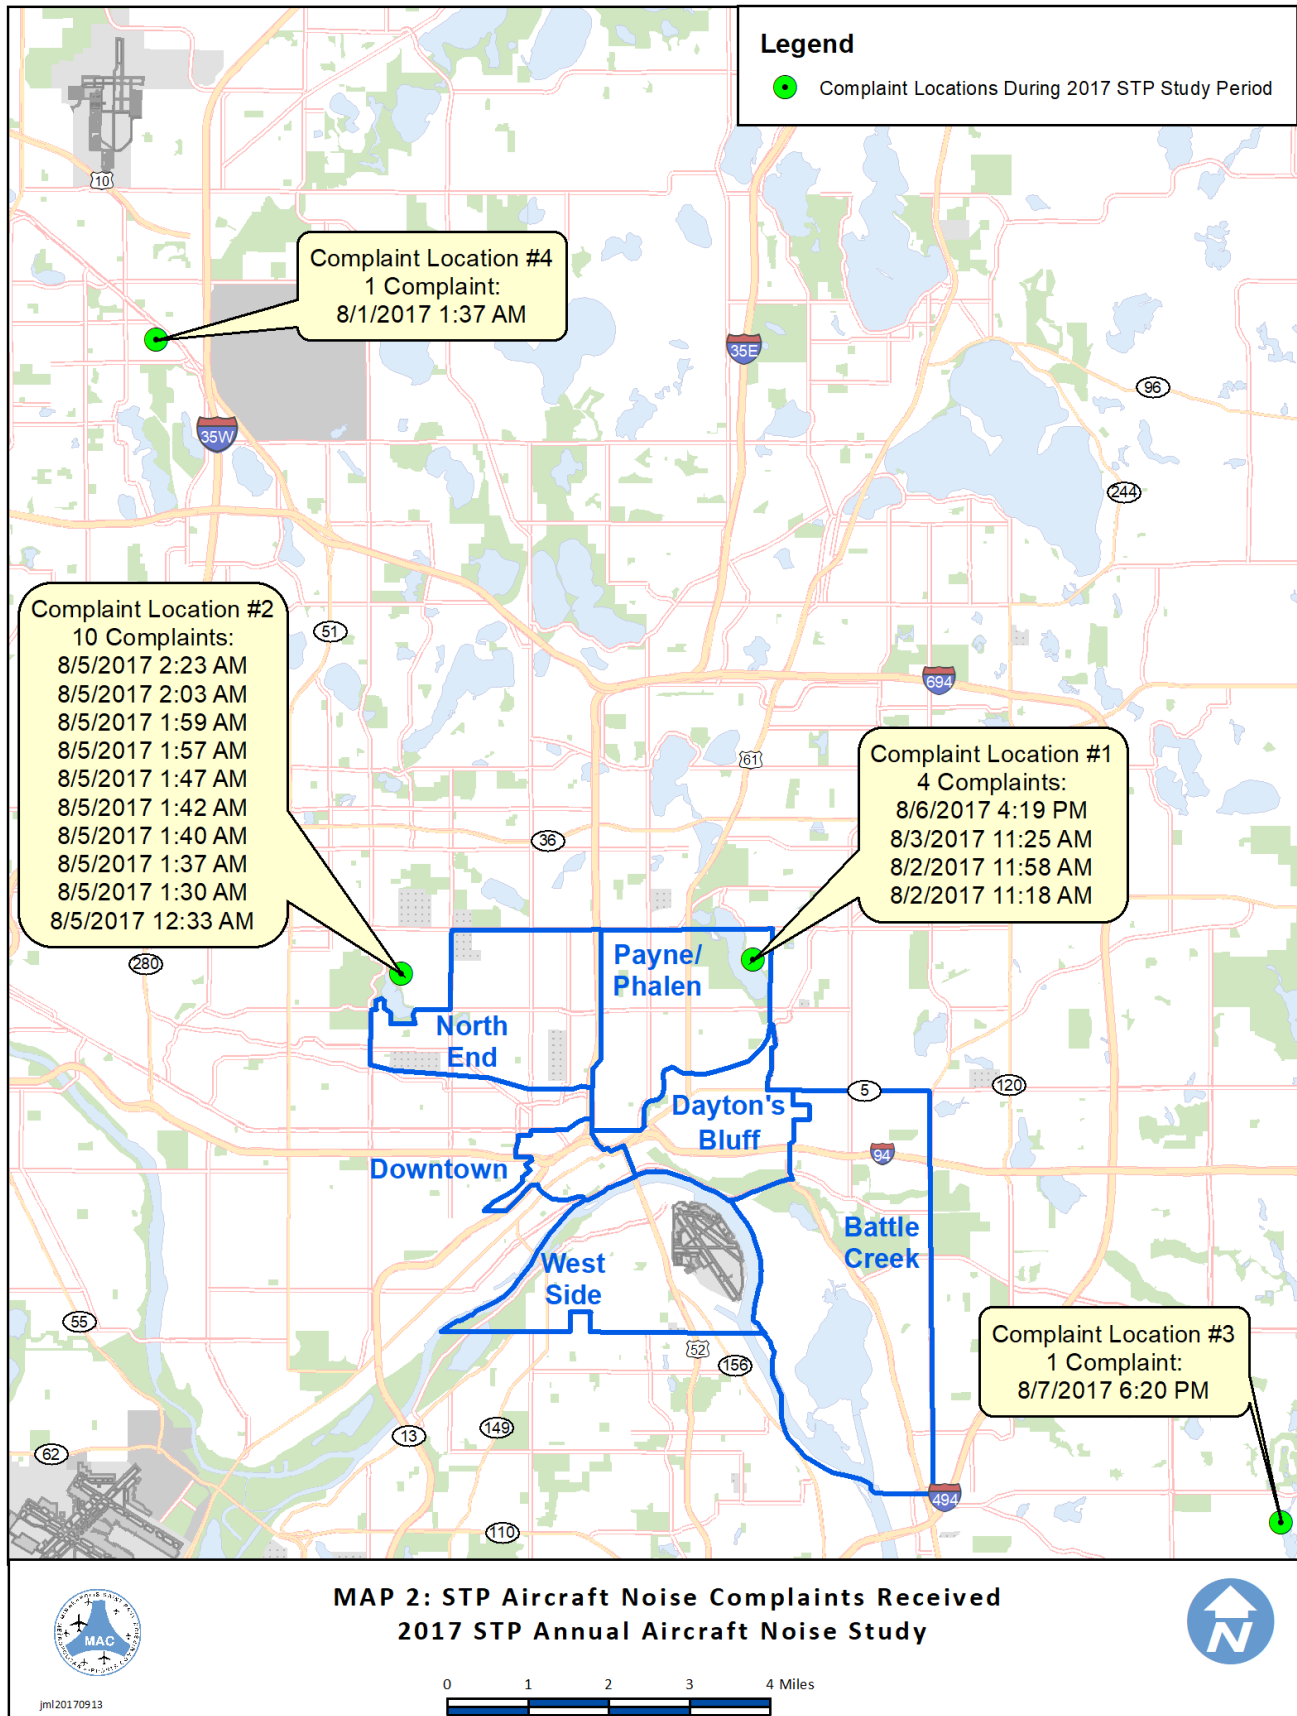 Legend
Complaint Locations During 2017 STP Study Period
10
Complaint Location #4
1 Complaint:
8/1/2017 1:37 AM
35E
96
35W
244
Complaint Location #2
10 Complaints:
8/5/2017 2:23 AM
8/5/2017 2:03 AM
8/5/2017 1:59 AM
8/5/2017 1:57 AM
8/5/2017 1:47 AM
8/5/2017 1:42 AM
8/5/2017 1:40 AM
8/5/2017 1:37 AM
8/5/2017 1:30 AM
8/5/2017 12:33 AM
51
694
61
Complaint Location #1
4 Complaints:
8/6/2017 4:19 PM
8/3/2017 11:25 AM
8/2/2017 11:58 AM
8/2/2017 11:18 AM
36
280
Payne/
Phalen
North
End
5
120
Dayton's
Bluff
94
Downtown
Battle
Creek
West
Side
55
52
156
Complaint Location #3
1 Complaint:
8/7/2017 6:20 PM
149
13
62
494
110
MAP 2: STP Aircraft Noise Complaints Received
2017 STP Annual Aircraft Noise Study
MAC
N
jml20170913
0 1 2 3 4 Miles